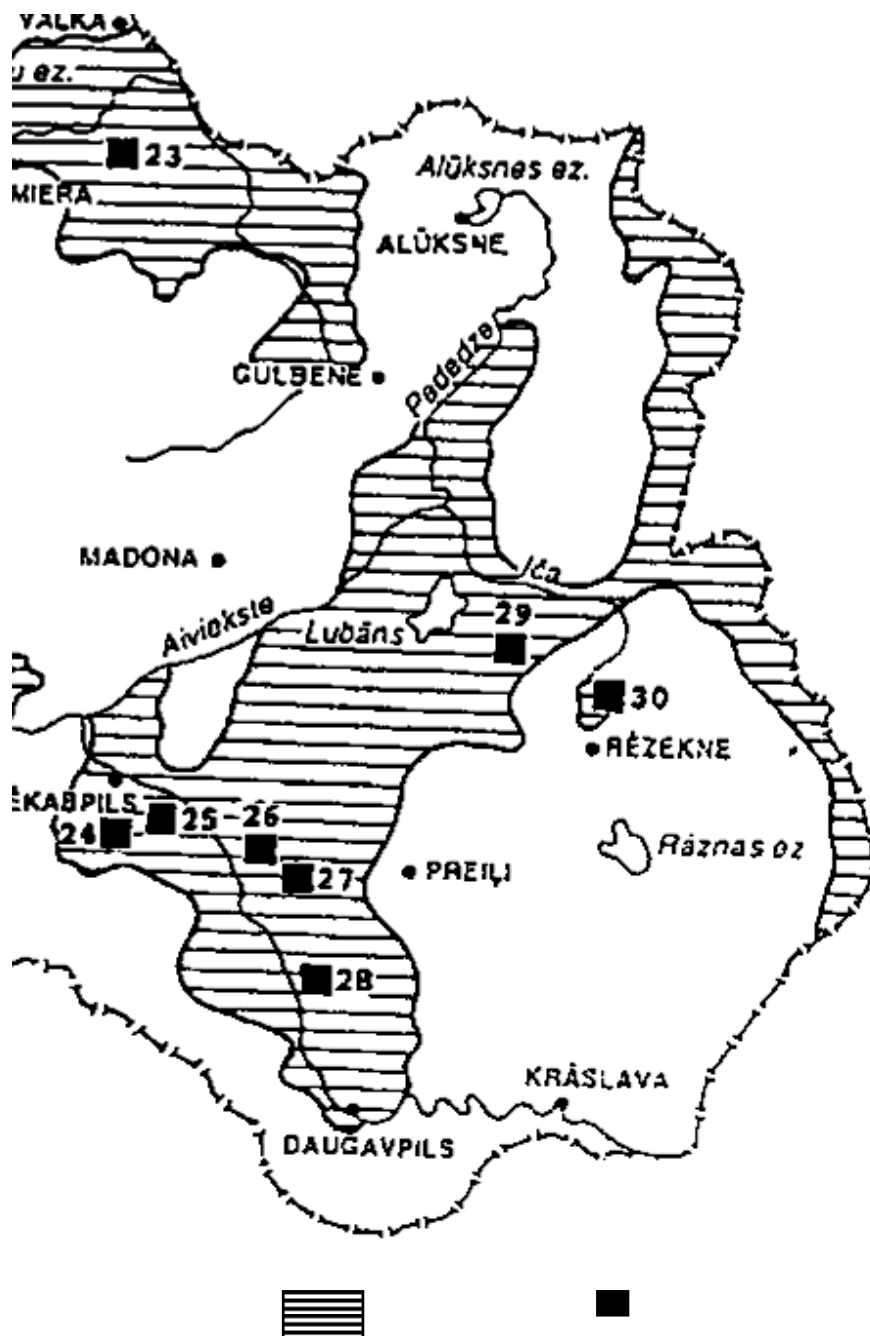 VALKA
u ez.
23
MIERA
Alūksnes ez.
ALŪKSNE
GULBENE
Pededze
MADONA
Iča
Aiviekste
Lubāns
29
30
RĒZEKNE
ĒKABPILS
24
25-26
27
PREIĻI
Rāznas ez
28
KRĀSLAVA
DAUGAVPILS